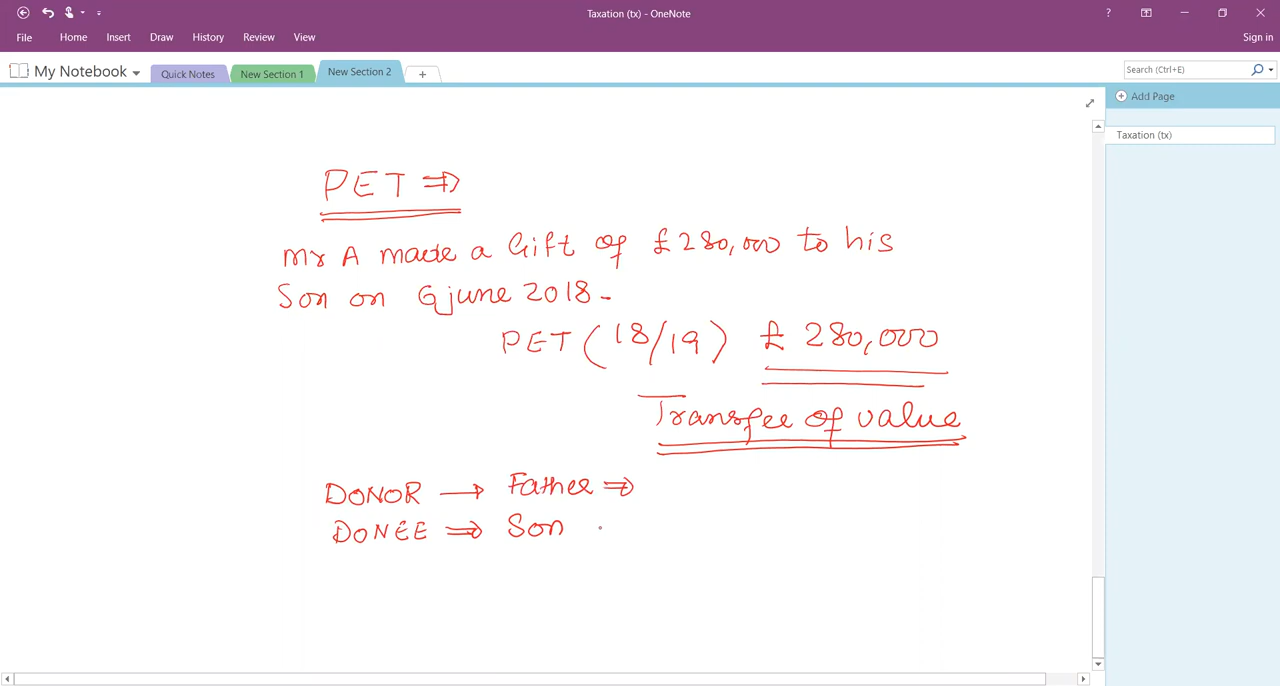 Taxation (tx) - OneNote
?
File Home Insert Draw History Review View Sign in
My Notebook Quick Notes New Section 1 New Section 2 +
Search (Ctrl+E)
Add Page
Taxation (tx)
PET ⇒
Mr A made a Gift of £280,000 to his
Son on 9 june 2018.
PET (18/19) £ 280,000
Transfer of value
DONOR → Father ⇒
DONEE ⇒ Son